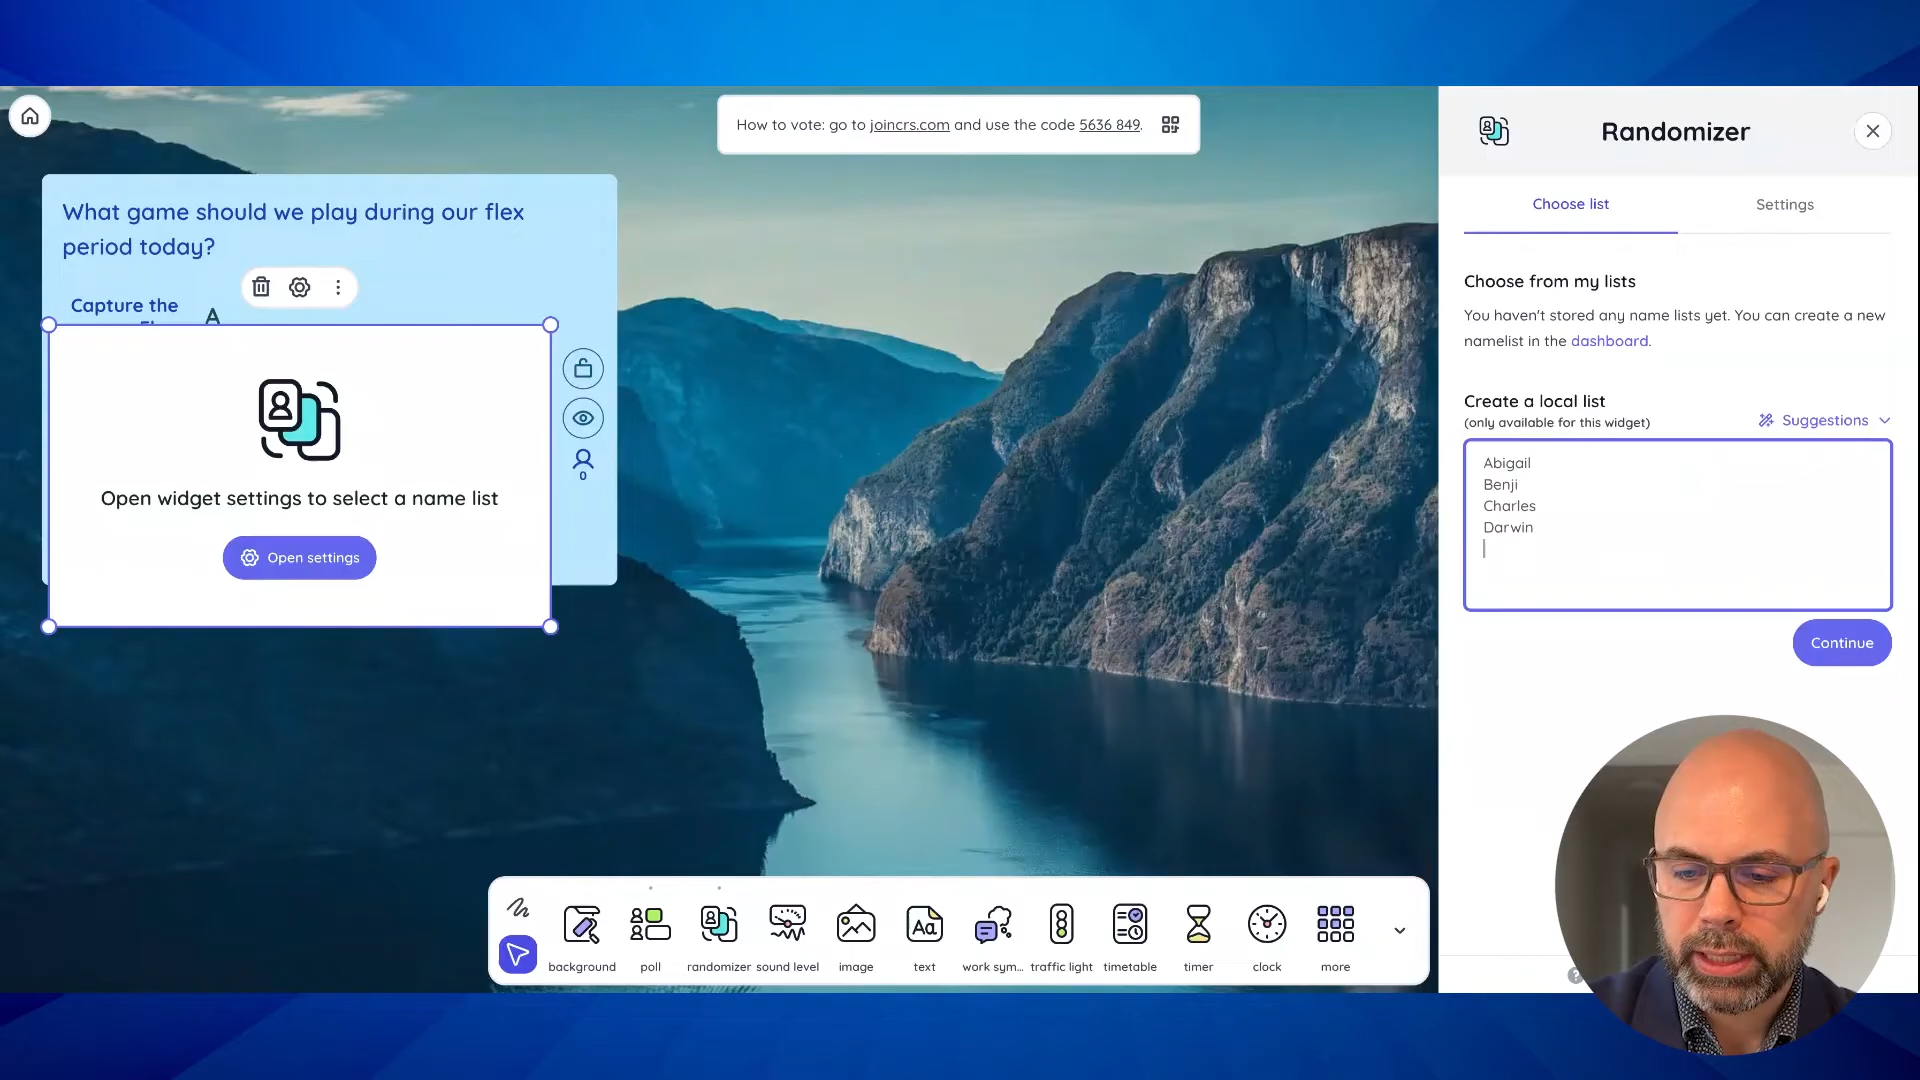 How to vote: go to joincrs.com and use the code 5636 849.
What game should we play during our flex
period today?
Capture the
A
Open widget settings to select a name list
Open settings
0
Randomizer
Choose list
Settings
Choose from my lists
You haven't stored any name lists yet. You can create a new
namelist in the dashboard.
Create a local list
(only available for this widget)
Suggestions
Abigail
Benji
Charles
Darwin
Continue
background
poll
randomizer
sound level
image
Aa
text
work sym...
traffic light
timetable
timer
clock
more
?